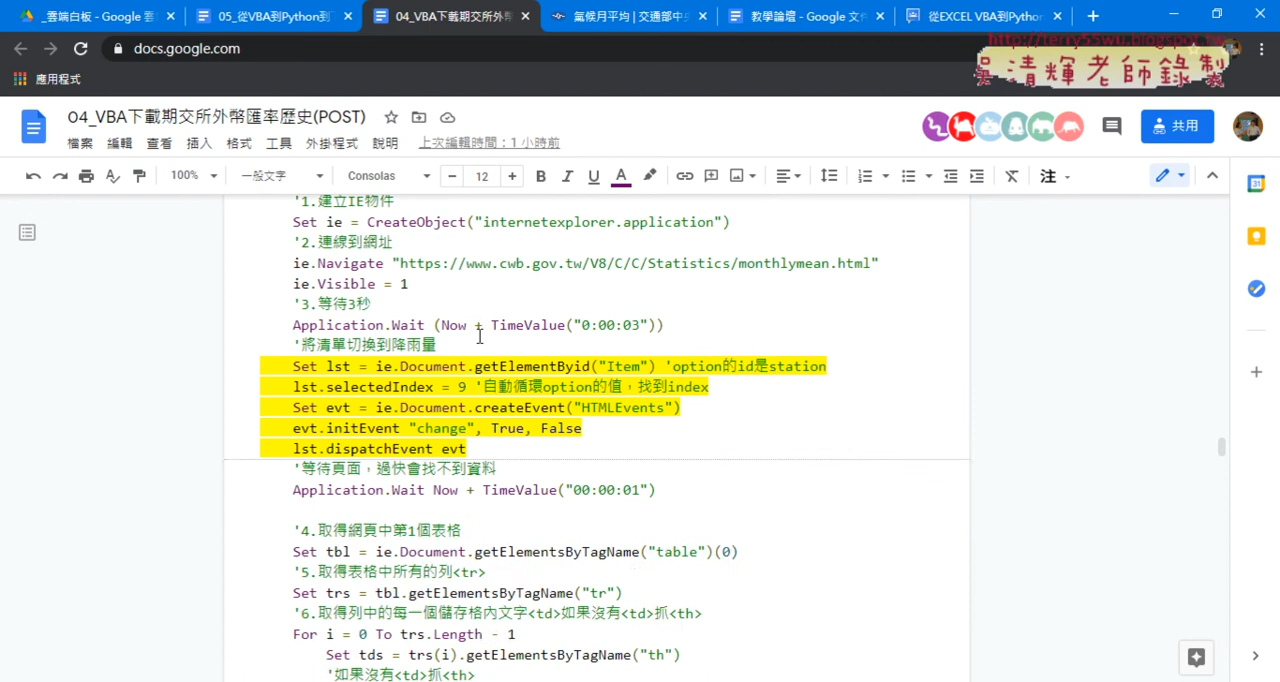 _雲端白板 - Google 雲
05_從VBA到Python到
04_VBA下載期交所外
氣候月平均 | 交通部中央
教學論壇 - Google 文件
從EXCEL VBA到Python
docs.google.com
http://terry55wu.blogspot.tw
吳清輝老師錄製
應用程式
04_VBA下載期交所外幣匯率歷史(POST)
共用
檔案 編輯 查看 插入 格式 工具 外掛程式 說明 上次編輯時間：1 小時前
100% 一般文字 Consolas 12 B I U A 注
'1.建立IE物件
Set ie = CreateObject("internetexplorer.application")
'2.連線到網址
ie.Navigate "https://www.cwb.gov.tw/V8/C/C/Statistics/monthlymean.html"
ie.Visible = 1
'3.等待3秒
Application.Wait (Now + TimeValue("0:00:03"))
'將清單切換到降雨量
Set lst = ie.Document.getElementByid("Item") 'option的id是station
lst.selectedIndex = 9 '自動循環option的值，找到index
Set evt = ie.Document.createEvent("HTMLEvents")
evt.initEvent "change", True, False
lst.dispatchEvent evt
'等待頁面，過快會找不到資料
Application.Wait Now + TimeValue("00:00:01")
'4.取得網頁中第1個表格
Set tbl = ie.Document.getElementsByTagName("table")(0)
'5.取得表格中所有的列<tr>
Set trs = tbl.getElementsByTagName("tr")
'6.取得列中的每一個儲存格內文字<td>如果沒有<td>抓<th>
For i = 0 To trs.Length - 1
Set tds = trs(i).getElementsByTagName("th")
'如果沒有<td>抓<th>
31